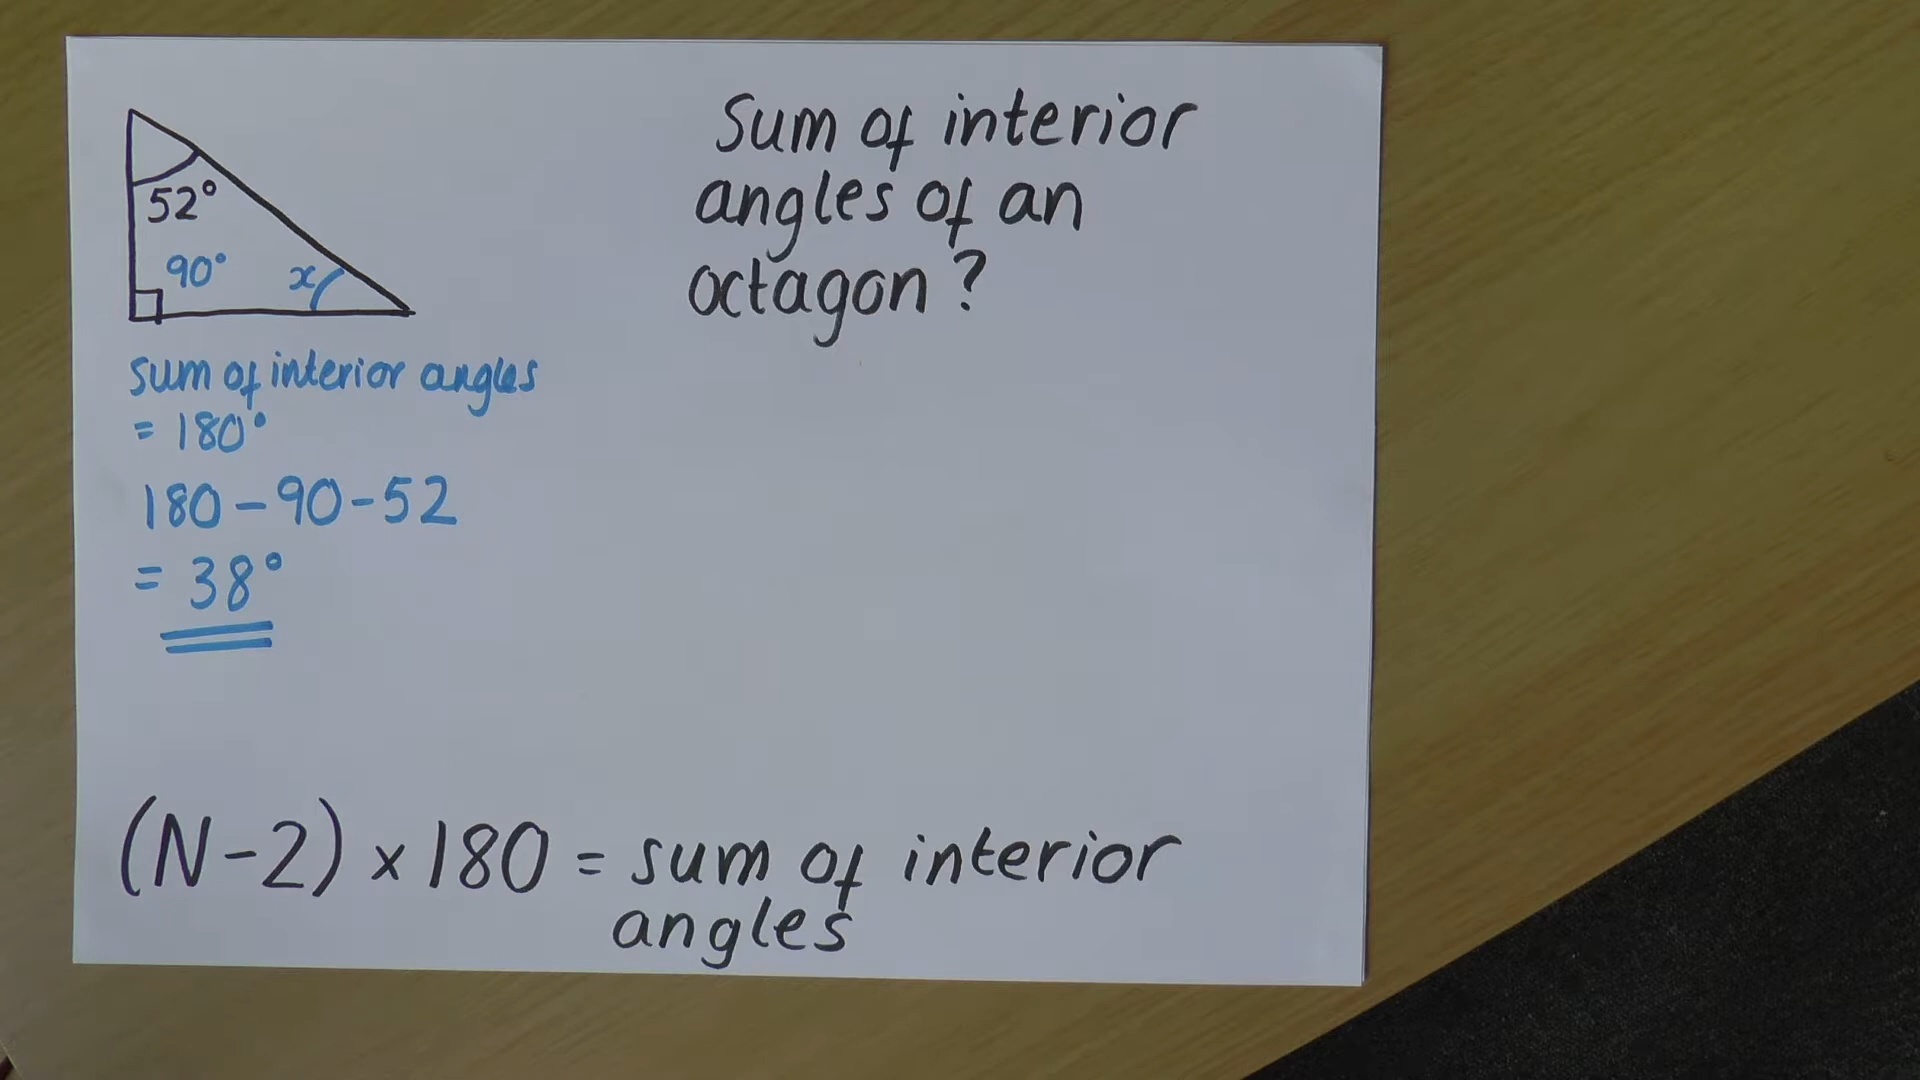 52°
90°
x
sum of interior angles
= 180°
180 - 90 - 52
= 38°
Sum of interior
angles of an
octagon?
(N-2) × 180 = sum of interior
angles